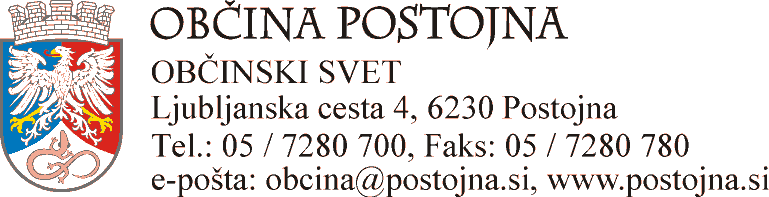 OBČINA POSTOJNA
OBČINSKI SVET
Ljubljanska cesta 4, 6230 Postojna
Tel.: 05 / 7280 700, Faks: 05 / 7280 780
e-pošta: obcina@postojna.si, www.postojna.si